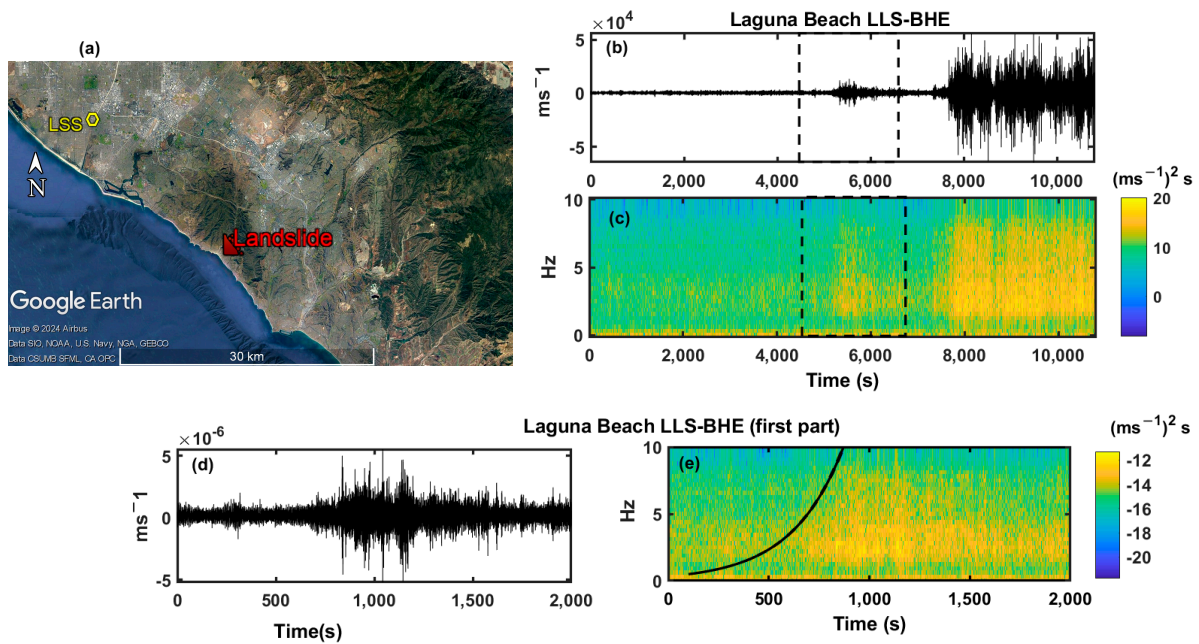 (a)
LSS
N
Landslide
Google Earth
Image © 2024 Airbus
Data SIO, NOAA, U.S. Navy, NGA, GEBCO
Data CSUMB SFML, CA OPC
30 km
Laguna Beach LLS-BHE
×10⁴
(b)
5
0
-5
ms⁻1
0 2,000 4,000 6,000 8,000 10,000
(c)
10
5
0
Hz
0 2,000 4,000 6,000 8,000 10,000
Time (s)
(ms⁻¹)² s
20
10
0
Laguna Beach LLS-BHE (first part)
×10⁻⁶
(d)
5
0
-5
ms⁻1
0 500 1,000 1,500 2,000
Time(s)
(e)
10
5
0
Hz
0 500 1,000 1,500 2,000
Time (s)
(ms⁻¹)² s
-12
-14
-16
-18
-20